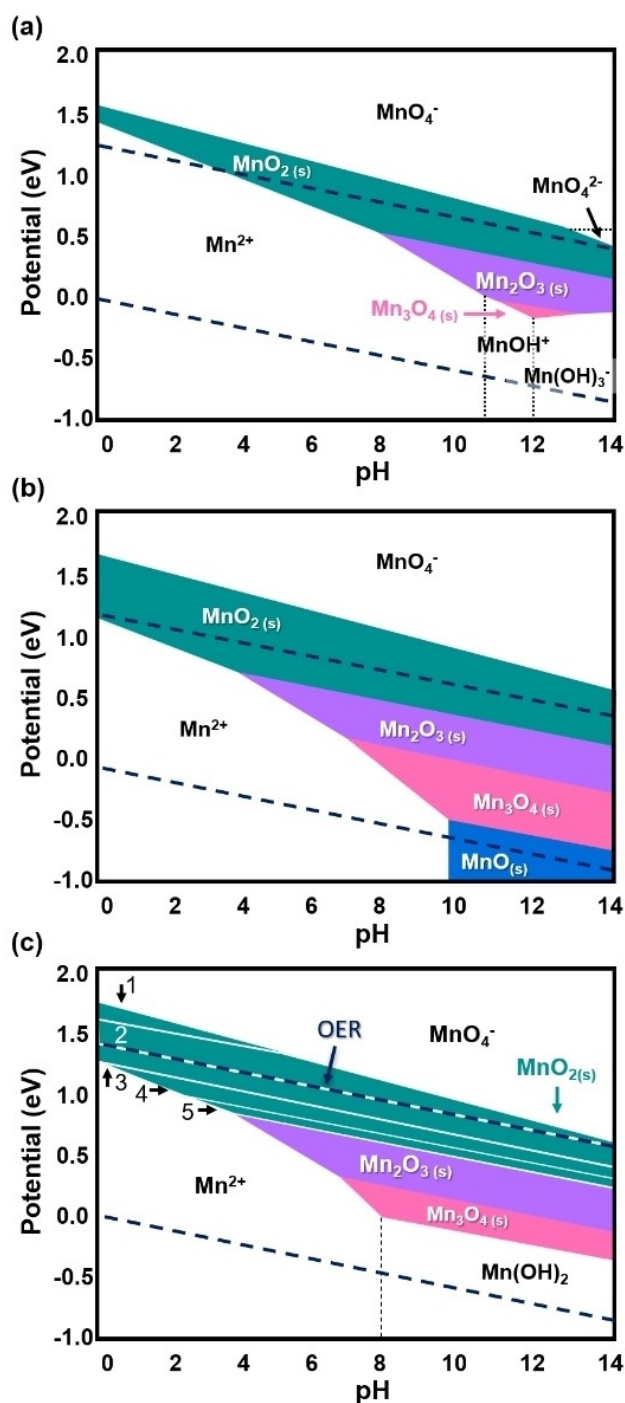 (a)
2.0
1.5
1.0
0.5
0.0
-0.5
-1.0
Potential (eV)
MnO₄⁻
MnO₂ (s)
MnO₄²⁻
Mn²⁺
Mn₂O₃ (s)
Mn₃O₄ (s)
MnOH⁺
Mn(OH)₃⁻
0 2 4 6 8 10 12 14
pH
(b)
2.0
1.5
1.0
0.5
0.0
-0.5
-1.0
Potential (eV)
MnO₄⁻
MnO₂ (s)
Mn²⁺
Mn₂O₃ (s)
Mn₃O₄ (s)
MnO(s)
0 2 4 6 8 10 12 14
pH
(c)
2.0
1.5
1.0
0.5
0.0
-0.5
-1.0
Potential (eV)
1
2
3
4
5
OER
MnO₄⁻
MnO₂(s)
Mn²⁺
Mn₂O₃ (s)
Mn₃O₄ (s)
Mn(OH)₂
0 2 4 6 8 10 12 14
pH